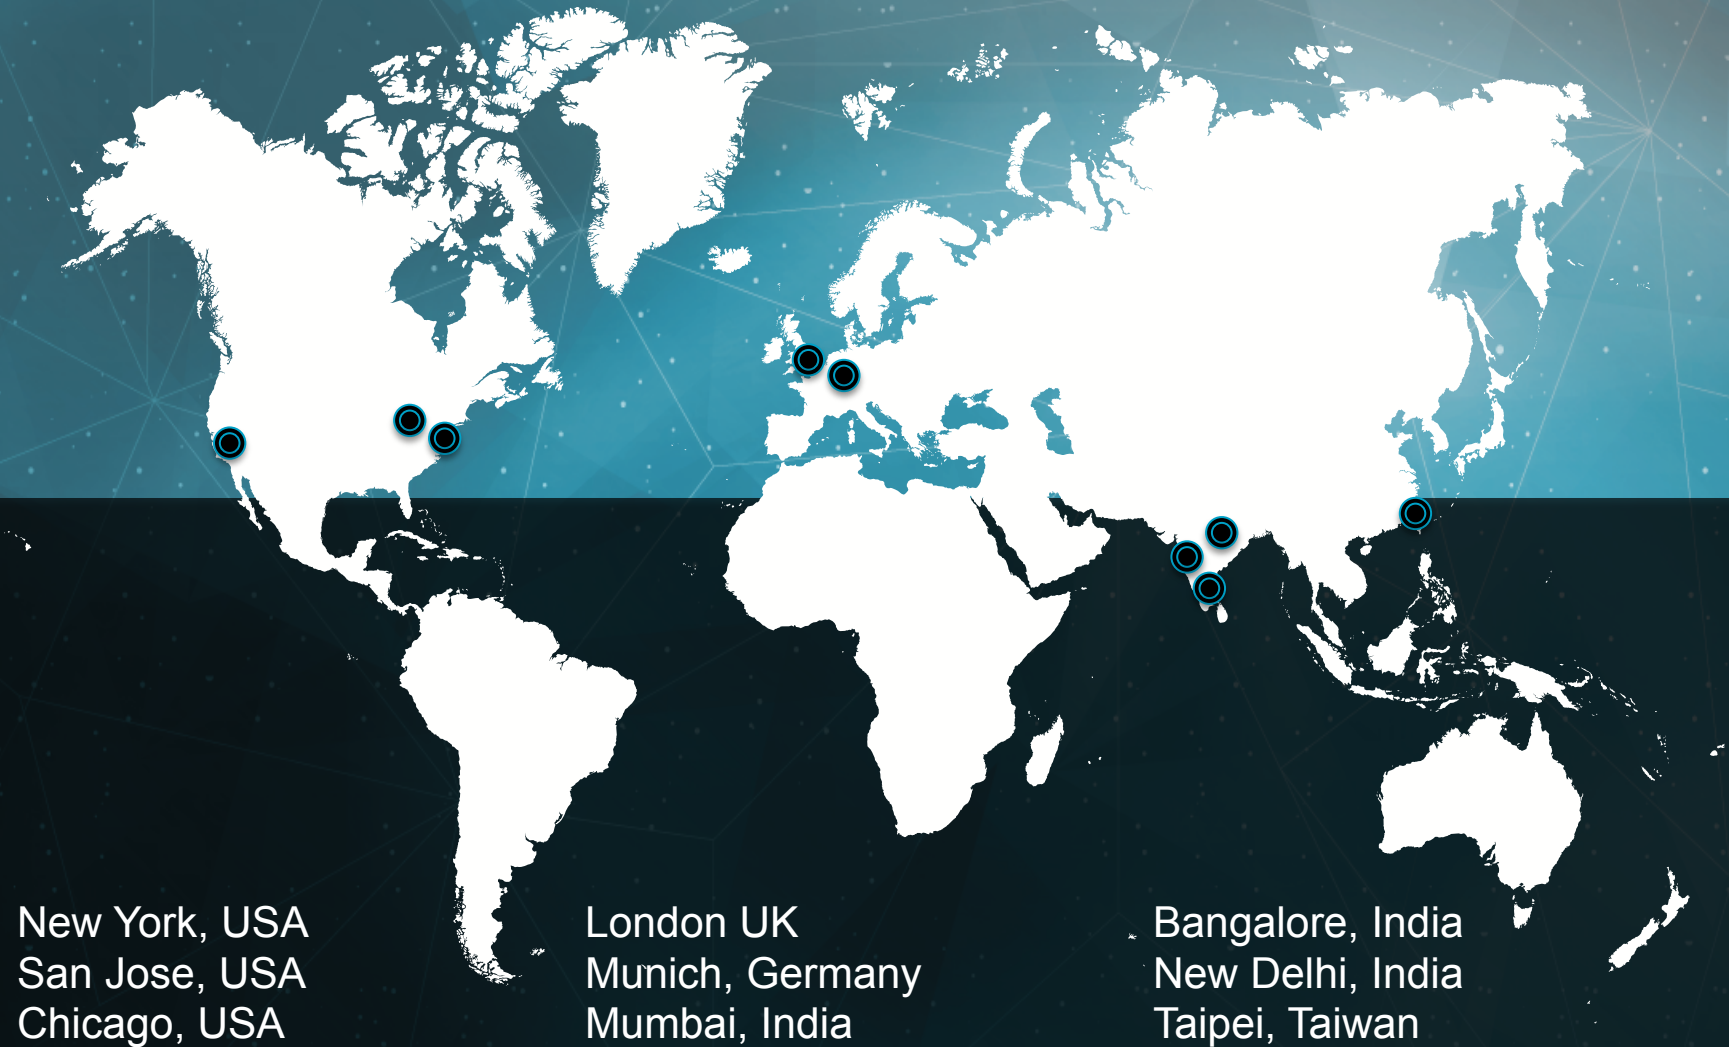 New York, USA
San Jose, USA
Chicago, USA
London UK
Munich, Germany
Mumbai, India
Bangalore, India
New Delhi, India
Taipei, Taiwan